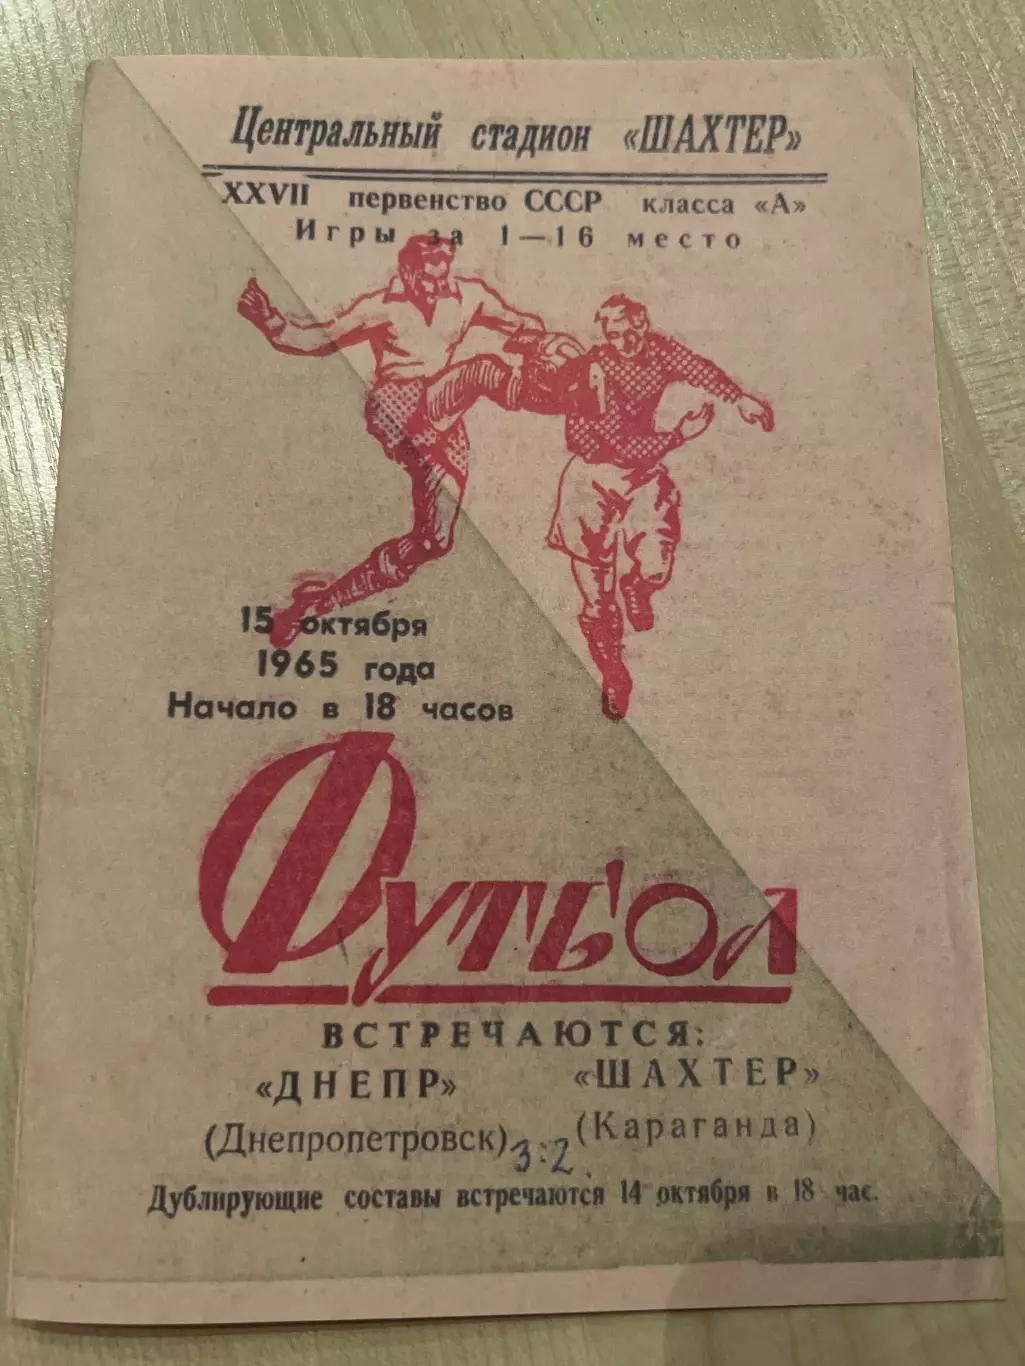 Центральный стадион «ШАХТЕР»
XXVII первенство СССР класса «А»
Игры за 1—16 место
15 октября
1965 года
Начало в 18 часов
Футбол
ВСТРЕЧАЮТСЯ:
«ДНЕПР» «ШАХТЕР»
(Днепропетровск) 3:2 (Караганда)
Дублирующие составы встречаются 14 октября в 18 час.